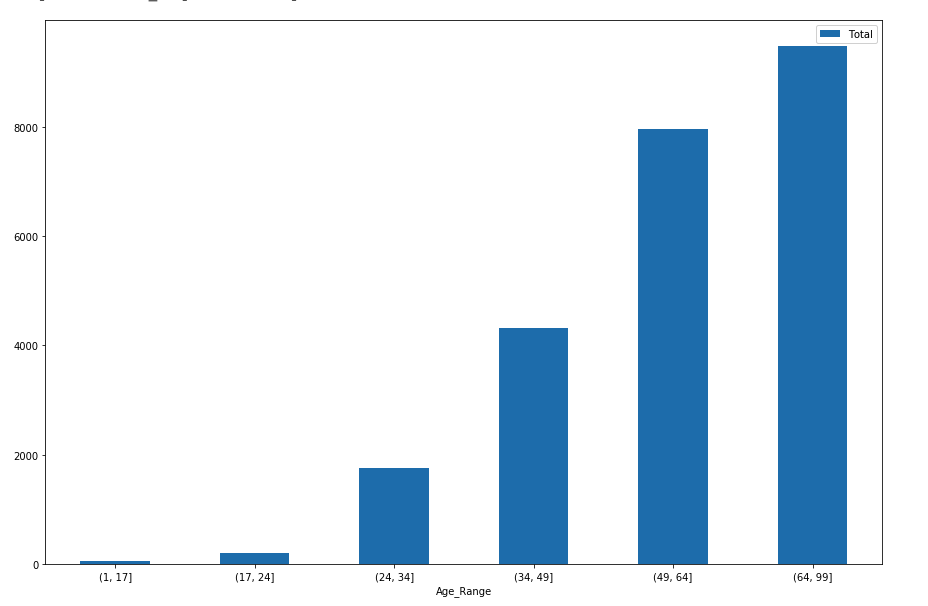 Total
8000
6000
4000
2000
0
(1, 17] (17, 24] (24, 34] (34, 49] (49, 64] (64, 99]
Age_Range